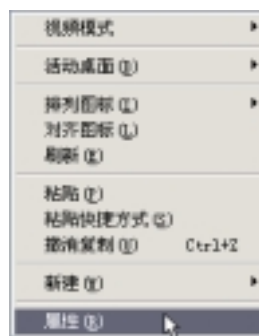 视频模式
活动桌面(D)
排列图标(I)
对齐图标(L)
刷新(E)
粘贴(P)
粘贴快捷方式(S)
撤消复制(U) Ctrl+Z
新建(W)
属性(R)